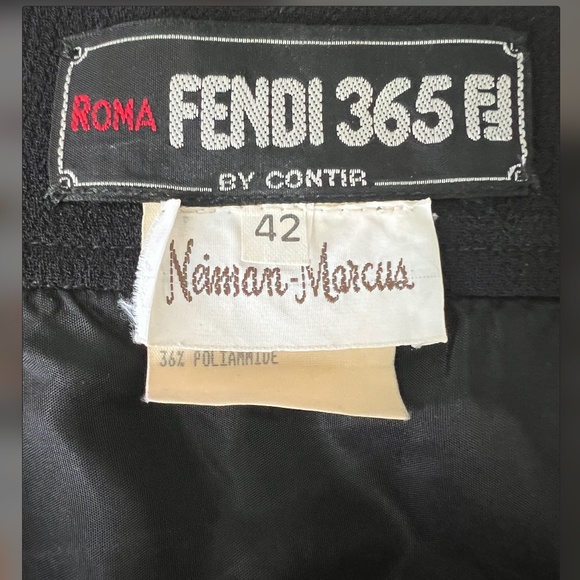 ROMA FENDI 365 FF
BY CONTIR
42
Neiman-Marcus
36% POLIAMMIDE